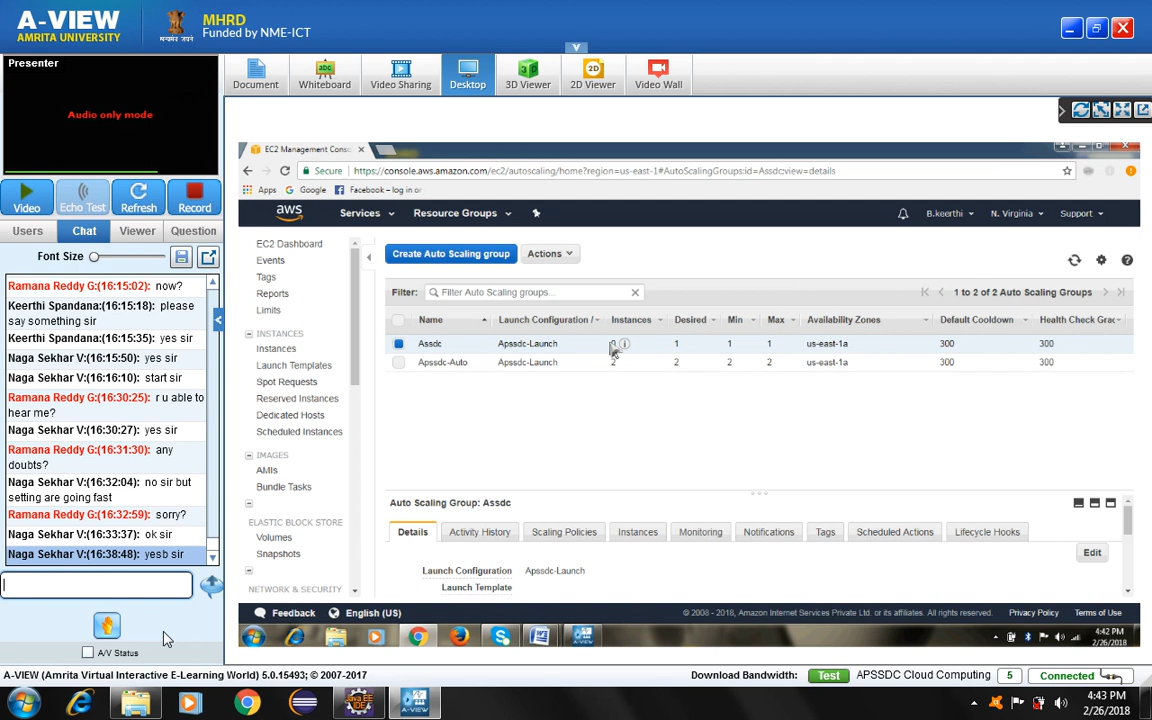 A-VIEW
AMRITA UNIVERSITY
MHRD
Funded by NME-ICT
Presenter
Audio only mode
Document
Whiteboard
Video Sharing
Desktop
3D Viewer
2D Viewer
Video Wall
Video
Echo Test
Refresh
Record
Users
Chat
Viewer
Question
Font Size
Ramana Reddy G:(16:15:02): now?
Keerthi Spandana:(16:15:18): please
say something sir
Keerthi Spandana:(16:15:35): yes sir
Naga Sekhar V:(16:15:50): yes sir
Naga Sekhar V:(16:16:10): start sir
Ramana Reddy G:(16:30:25): r u able to
hear me?
Naga Sekhar V:(16:30:27): yes sir
Ramana Reddy G:(16:31:30): any
doubts?
Naga Sekhar V:(16:32:04): no sir but
setting are going fast
Ramana Reddy G:(16:32:59): sorry?
Naga Sekhar V:(16:33:37): ok sir
Naga Sekhar V:(16:38:48): yesb sir
A/V Status
EC2 Management Conso
Secure
https://console.aws.amazon.com/ec2/autoscaling/home?region=us-east-1#AutoScalingGroups:id=Assdcview=details
Apps
Google
Facebook – log in or
aws
Services
Resource Groups
B.keerthi
N. Virginia
Support
EC2 Dashboard
Events
Tags
Reports
Limits
INSTANCES
Instances
Launch Templates
Spot Requests
Reserved Instances
Dedicated Hosts
Scheduled Instances
IMAGES
AMIs
Bundle Tasks
ELASTIC BLOCK STORE
Volumes
Snapshots
NETWORK & SECURITY
Create Auto Scaling group
Actions
Filter:
Filter Auto Scaling groups...
1 to 2 of 2 Auto Scaling Groups
Name Launch Configuration / Instances Desired Min Max Availability Zones Default Cooldown Health Check Grac
Assdc Apssdc-Launch 1 1 1 us-east-1a 300 300
Apssdc-Auto Apssdc-Launch 2 2 2 2 us-east-1a 300 300
Auto Scaling Group: Assdc
Details
Activity History
Scaling Policies
Instances
Monitoring
Notifications
Tags
Scheduled Actions
Lifecycle Hooks
Edit
Launch Configuration
Apssdc-Launch
Launch Template
Feedback
English (US)
© 2008 - 2018, Amazon Internet Services Private Ltd. or its affiliates. All rights reserved.
Privacy Policy
Terms of Use
4:42 PM
2/26/2018
A-VIEW (Amrita Virtual Interactive E-Learning World) 5.0.15493; © 2007-2017
Download Bandwidth:
Test
APSSDC Cloud Computing
5
Connected
4:43 PM
2/26/2018